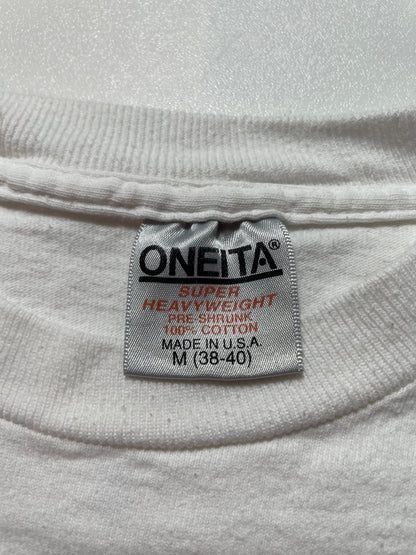 ONEITA®
SUPER
HEAVYWEIGHT
PRE SHRUNK
100% COTTON
MADE IN U.S.A.
M (38-40)